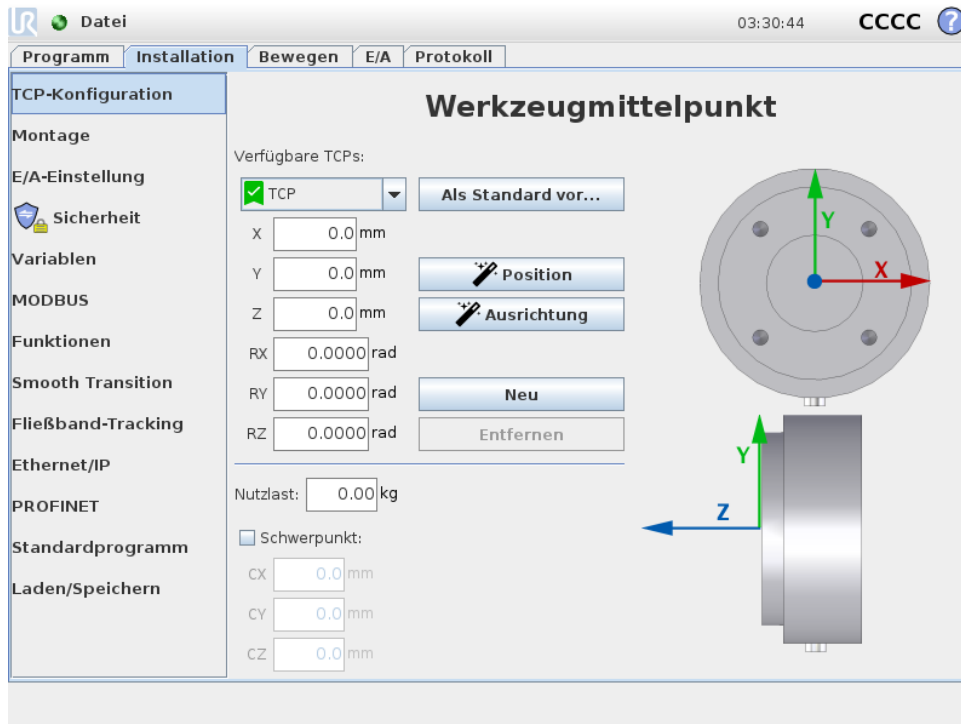 UR Datei 03:30:44 CCCC ?
Programm Installation Bewegen E/A Protokoll
TCP-Konfiguration
Montage
E/A-Einstellung
Sicherheit
Variablen
MODBUS
Funktionen
Smooth Transition
Fließband-Tracking
Ethernet/IP
PROFINET
Standardprogramm
Laden/Speichern
Werkzeugmittelpunkt
Verfügbare TCPs:
TCP Als Standard vor...
X 0.0 mm
Y 0.0 mm Position
Z 0.0 mm Ausrichtung
RX 0.0000 rad
RY 0.0000 rad Neu
RZ 0.0000 rad Entfernen
Nutzlast: 0.00 kg
Schwerpunkt:
CX 0.0 mm
CY 0.0 mm
CZ 0.0 mm
Y
X
Y
Z